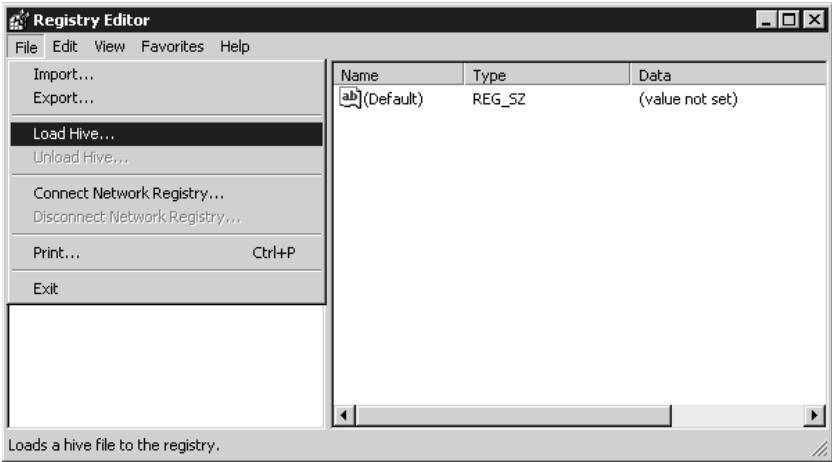 Registry Editor
File Edit View Favorites Help
Import...
Export...
Load Hive...
Unload Hive...
Connect Network Registry...
Disconnect Network Registry...
Print... Ctrl+P
Exit
Name Type Data
ab (Default) REG_SZ (value not set)
Loads a hive file to the registry.